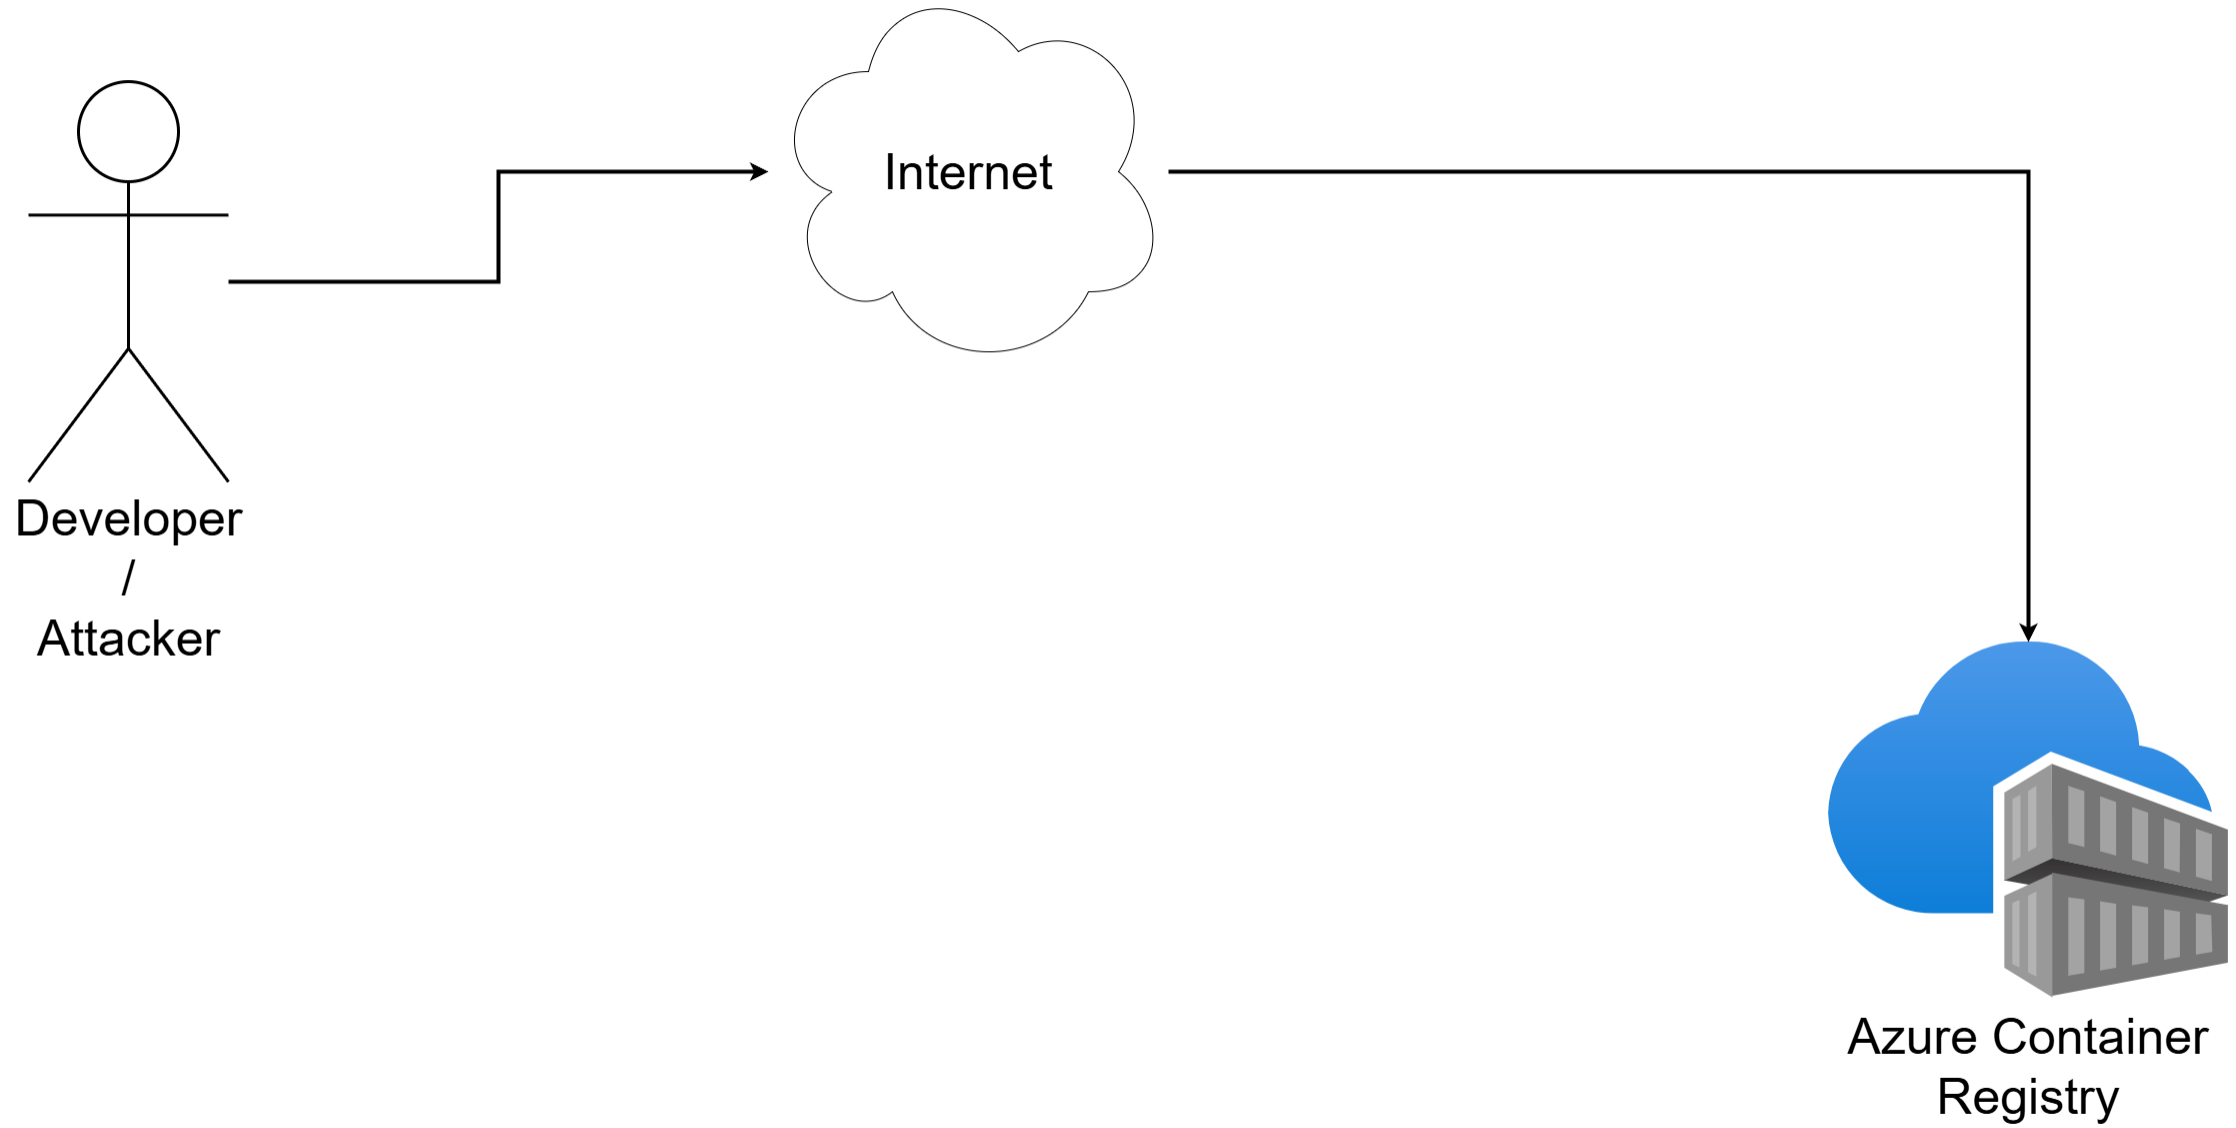 Internet
Developer
/
Attacker
Azure Container
Registry